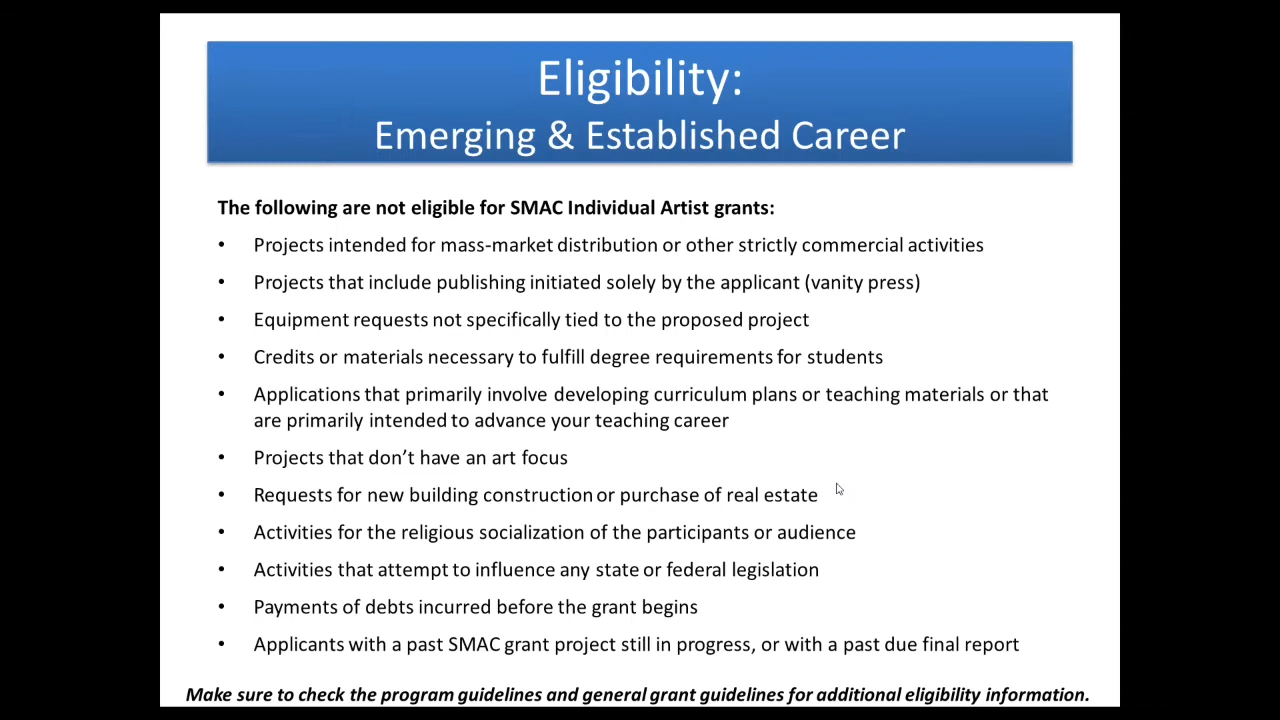 Eligibility:
Emerging & Established Career
The following are not eligible for SMAC Individual Artist grants:
• Projects intended for mass-market distribution or other strictly commercial activities
• Projects that include publishing initiated solely by the applicant (vanity press)
• Equipment requests not specifically tied to the proposed project
• Credits or materials necessary to fulfill degree requirements for students
• Applications that primarily involve developing curriculum plans or teaching materials or that
are primarily intended to advance your teaching career
• Projects that don’t have an art focus
• Requests for new building construction or purchase of real estate
• Activities for the religious socialization of the participants or audience
• Activities that attempt to influence any state or federal legislation
• Payments of debts incurred before the grant begins
• Applicants with a past SMAC grant project still in progress, or with a past due final report
Make sure to check the program guidelines and general grant guidelines for additional eligibility information.